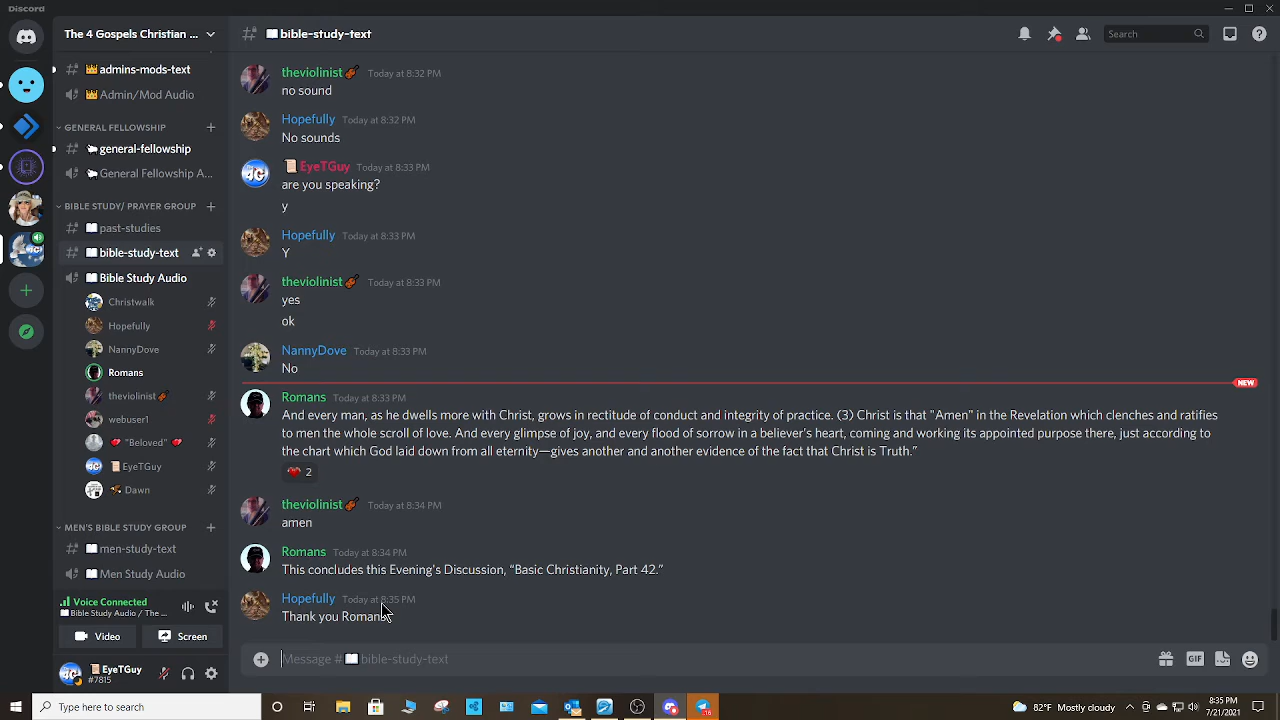 Discord
The 4 Gospels Christian ...
bible-study-text
Search
admins-mods-text
Admin/Mod Audio
GENERAL FELLOWSHIP
general-fellowship
General Fellowship A...
BIBLE STUDY/ PRAYER GROUP
past-studies
bible-study-text
Bible Study Audio
Christwalk
Hopefully
NannyDove
Romans
theviolinist
webuser1
"Beloved"
EyeTGuy
Dawn
MEN'S BIBLE STUDY GROUP
men-study-text
Men Study Audio
Voice Connected
Bible Study Audio / The ...
Video
Screen
EyeTGuy
#7815
theviolinist Today at 8:32 PM
no sound
Hopefully Today at 8:32 PM
No sounds
EyeTGuy Today at 8:33 PM
are you speaking?
y
Hopefully Today at 8:33 PM
Y
theviolinist Today at 8:33 PM
yes
ok
NannyDove Today at 8:33 PM
No
NEW
Romans Today at 8:33 PM
And every man, as he dwells more with Christ, grows in rectitude of conduct and integrity of practice. (3) Christ is that "Amen" in the Revelation which clenches and ratifies
to men the whole scroll of love. And every glimpse of joy, and every flood of sorrow in a believer's heart, coming and working its appointed purpose there, just according to
the chart which God laid down from all eternity—gives another and another evidence of the fact that Christ is Truth."
2
theviolinist Today at 8:34 PM
amen
Romans Today at 8:34 PM
This concludes this Evening's Discussion, "Basic Christianity, Part 42."
Hopefully Today at 8:35 PM
Thank you Romans
Message # bible-study-text
GIF
Type here to search
16
82°F Mostly cloudy
8:35 PM
7/21/2021